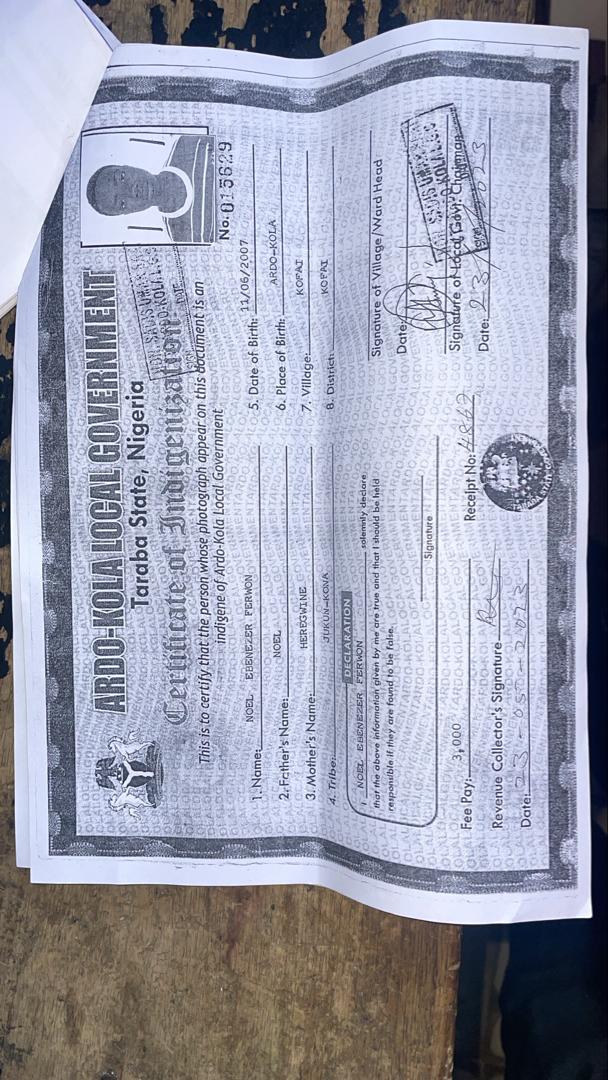 ARDO-KOLA LOCAL GOVERNMENT
Taraba State, Nigeria
Certificate of Indigenization
This is to certify that the person whose photograph appear on this document is an
indigene of Ardo-Kola Local Government
No. 015629
1. Name: NOEL EBENEZER FERWON
2. Father's Name: NOEL
3. Mother's Name: HEREGWINE
4. Tribe: JUKUN-KONA
5. Date of Birth: 11/06/2007
6. Place of Birth: ARDO-KOLA
7. Village: KOPAI
8. District: KOPAI
DECLARATION
I NOEL EBENEZER FERWON solemnly declare
that the above information given by me are true and that I should be held
responsible if they are found to be false.
Signature
Signature of Village/Ward Head
Date:
Fee Pay: 3,000
Receipt No: 4867
Revenue Collector's Signature
Date: 23-05-2023
Signature of Local Govt. Chairman
Date: 23